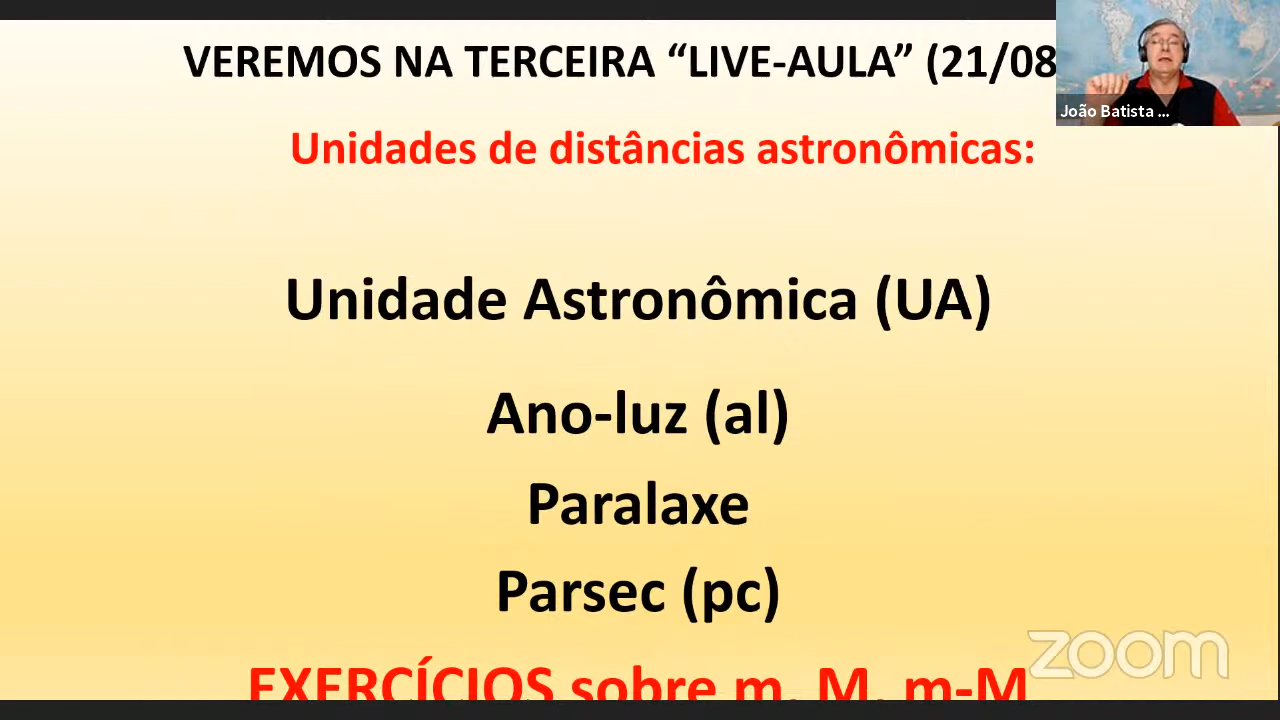 VEREMOS NA TERCEIRA “LIVE-AULA” (21/08
João Batista ...
Unidades de distâncias astronômicas:
Unidade Astronômica (UA)
Ano-luz (al)
Paralaxe
Parsec (pc)
zoom
EXERCÍCIOS sobre m, M, m-M